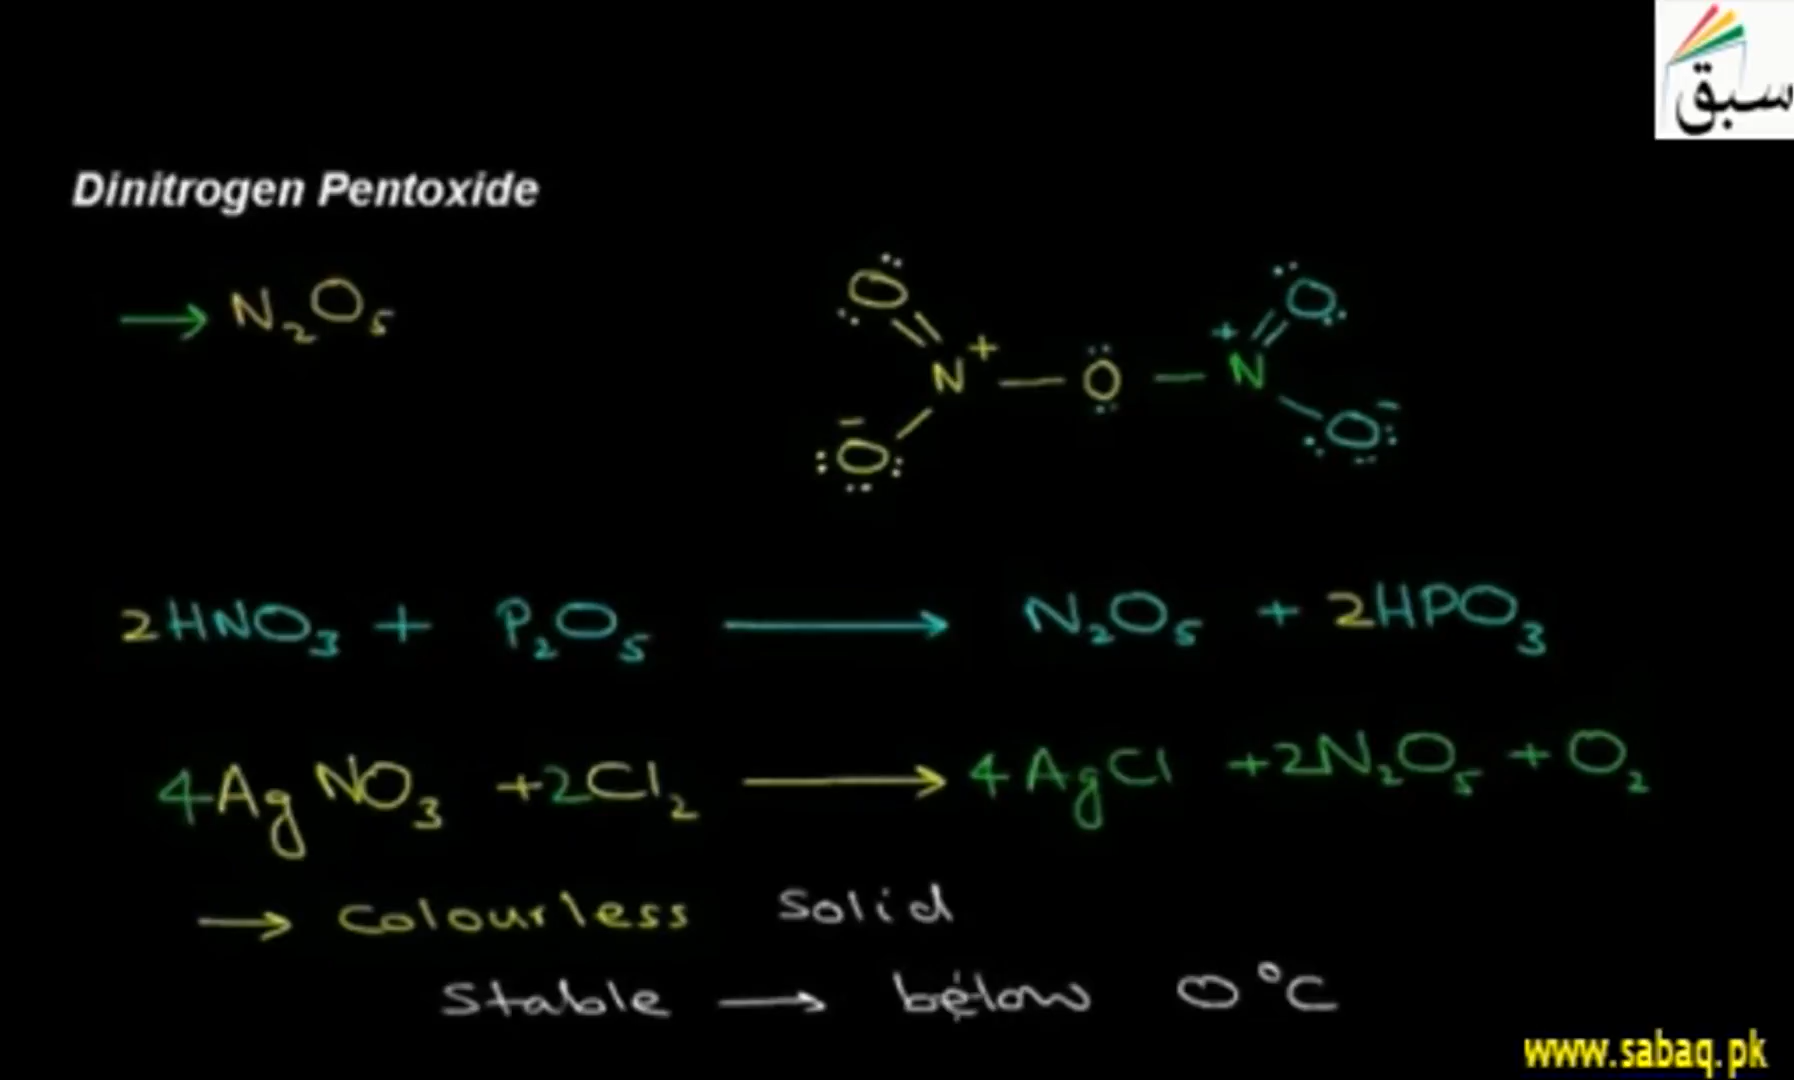 سبق
Dinitrogen Pentoxide
→ N₂O₅
O N⁺ — O — N⁺ O
O⁻ O⁻
2HNO₃ + P₂O₅ → N₂O₅ + 2HPO₃
4AgNO₃ + 2Cl₂ → 4AgCl + 2N₂O₅ + O₂
→ Colourless Solid
Stable → below 0°C
www.sabaq.pk